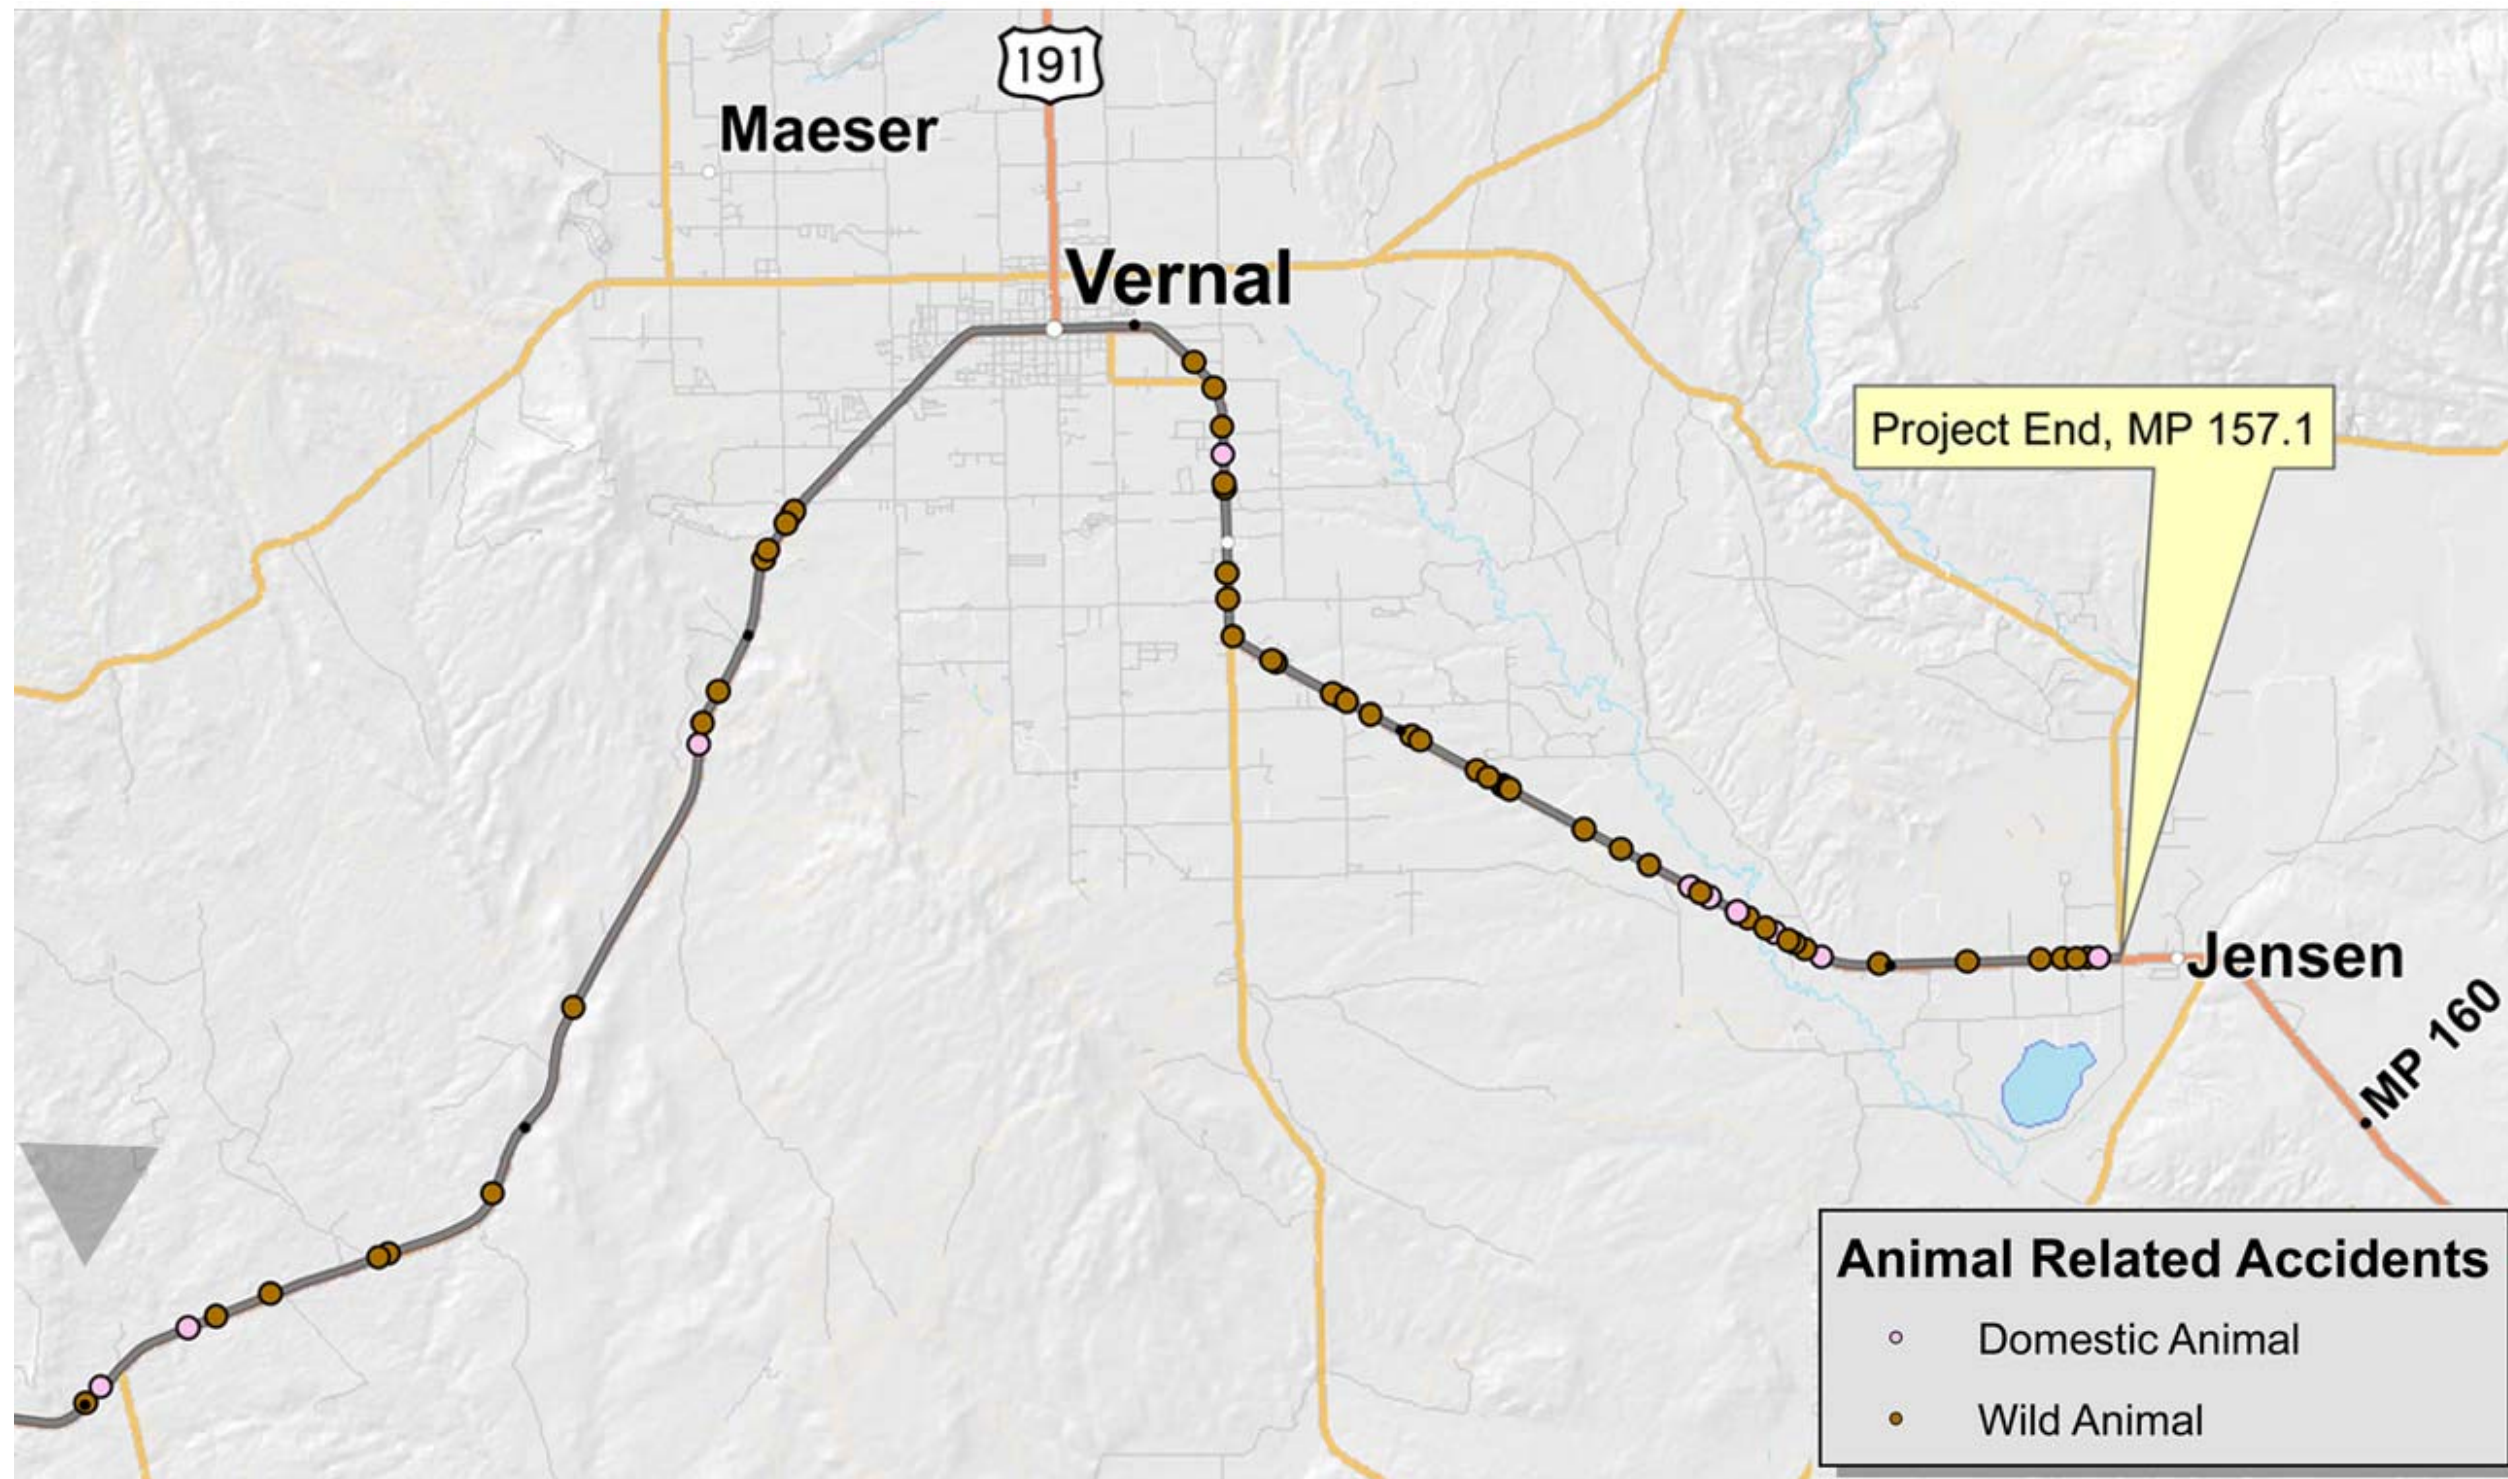 191
Maeser
Vernal
Project End, MP 157.1
Jensen
MP 160
Animal Related Accidents
Domestic Animal
Wild Animal